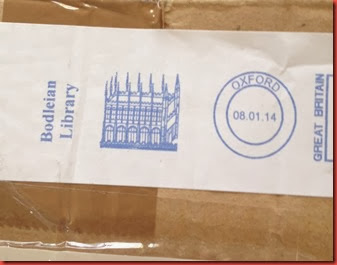 Bodleian
Library
OXFORD
08.01.14
GREAT BRITAIN